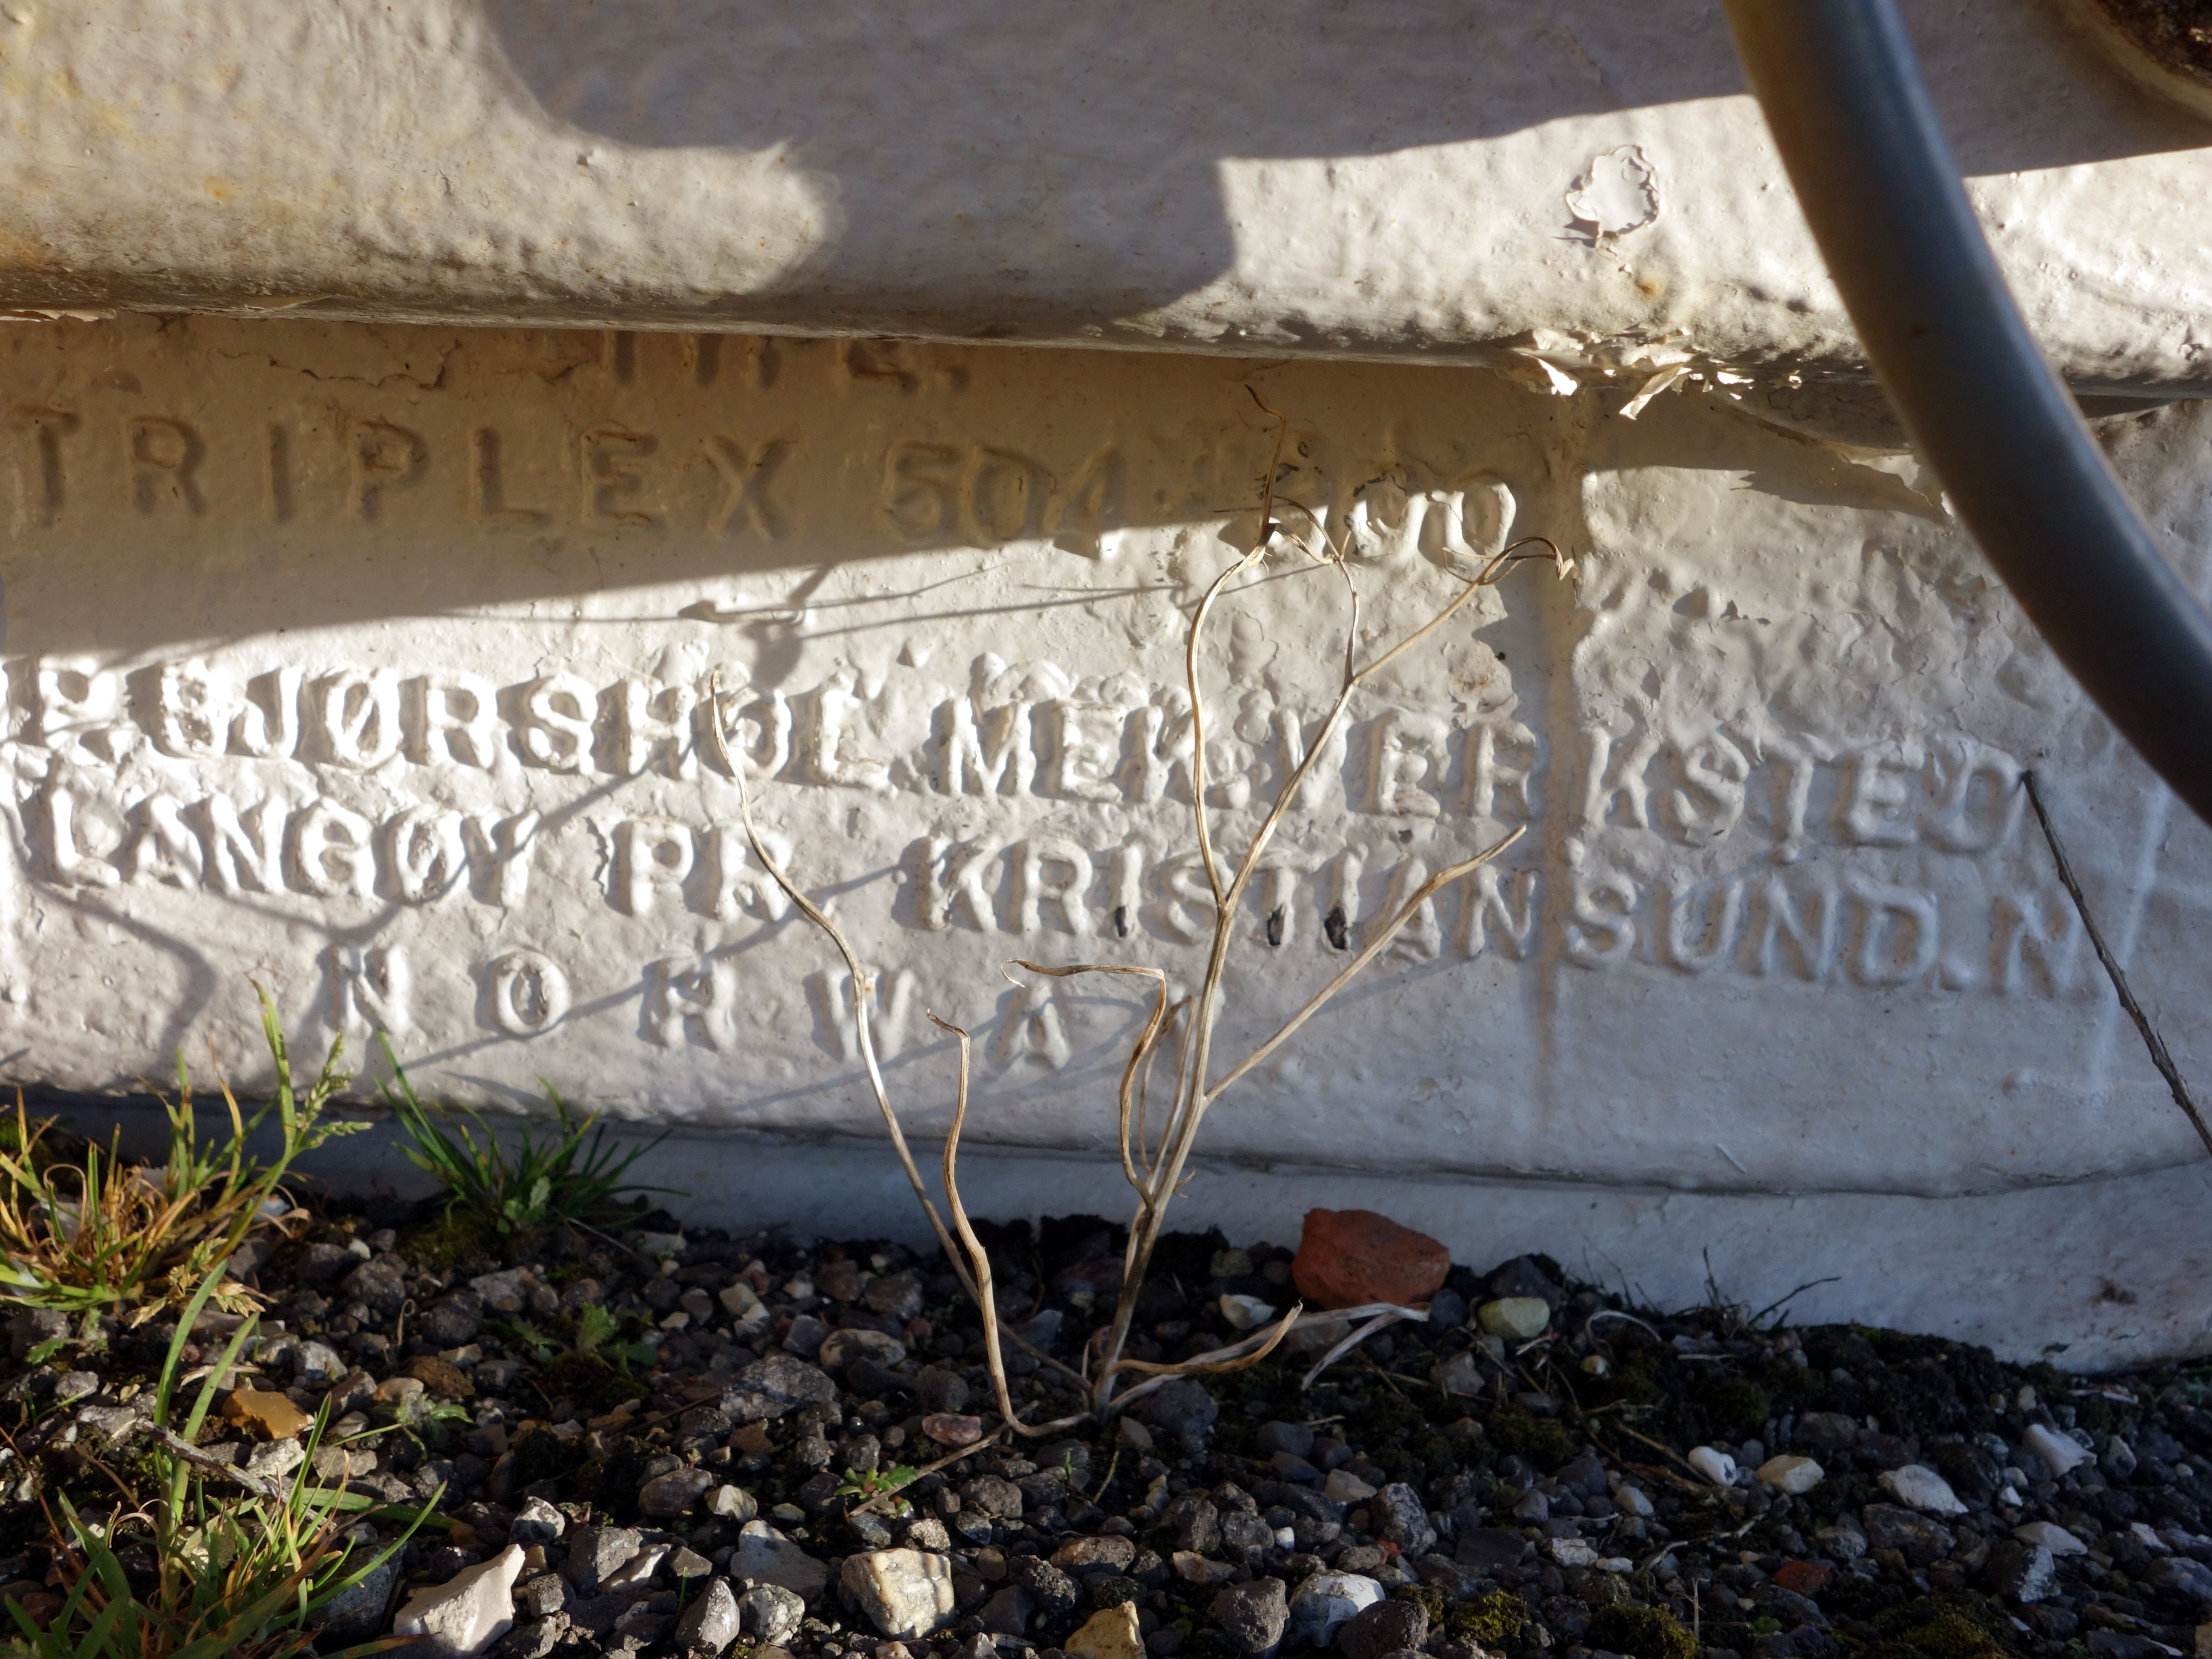 TRIPLEX 504
P. BJØRSHOL MEK. VERKSTED
LANGØY PR. KRISTIANSUND.N
NORWAY